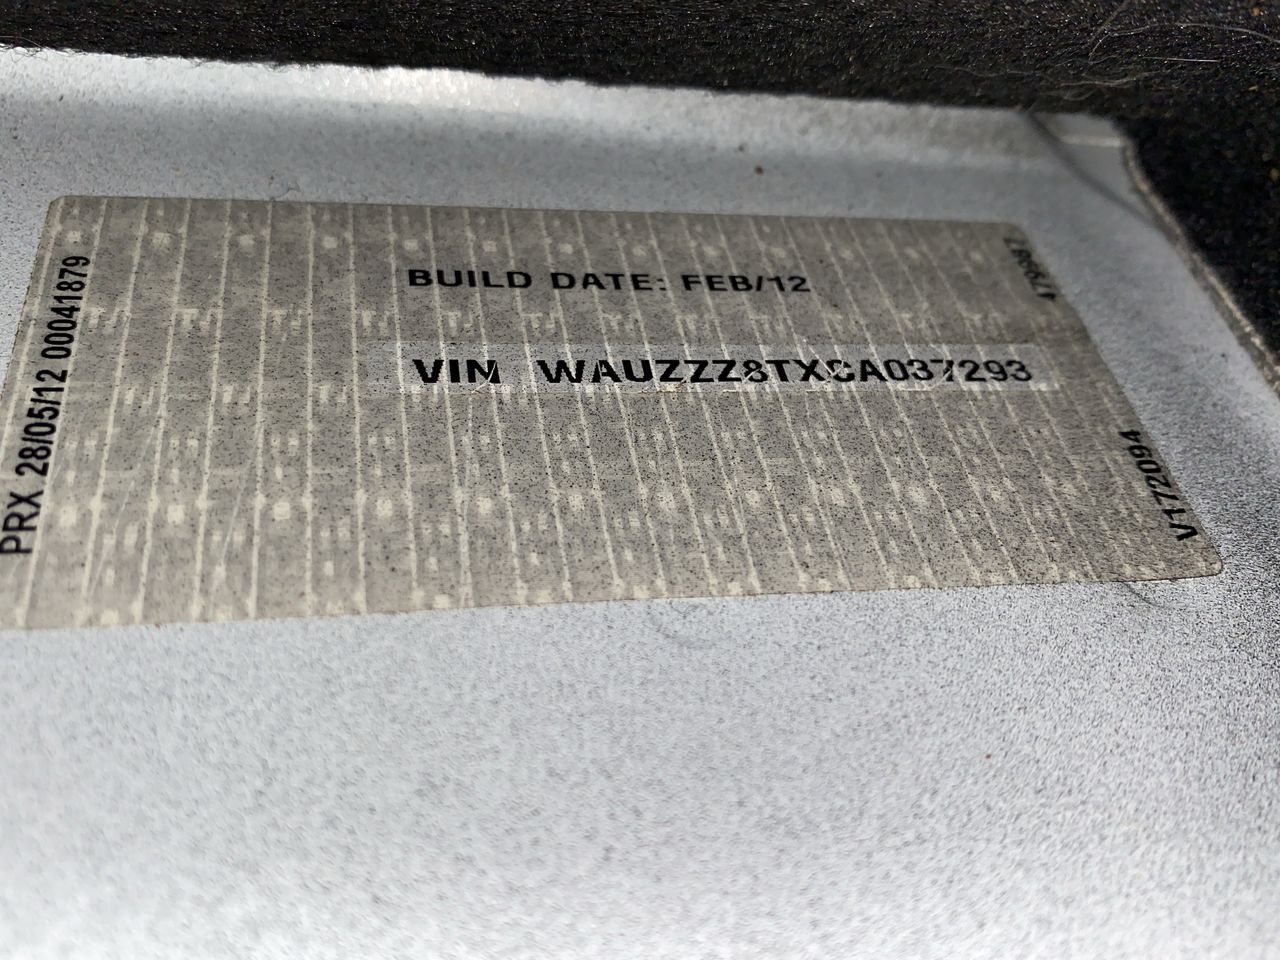 BUILD DATE: FEB/12
VIN WAUZZZ8TXCA037293
PRX 28/05/12 00041879
V172094